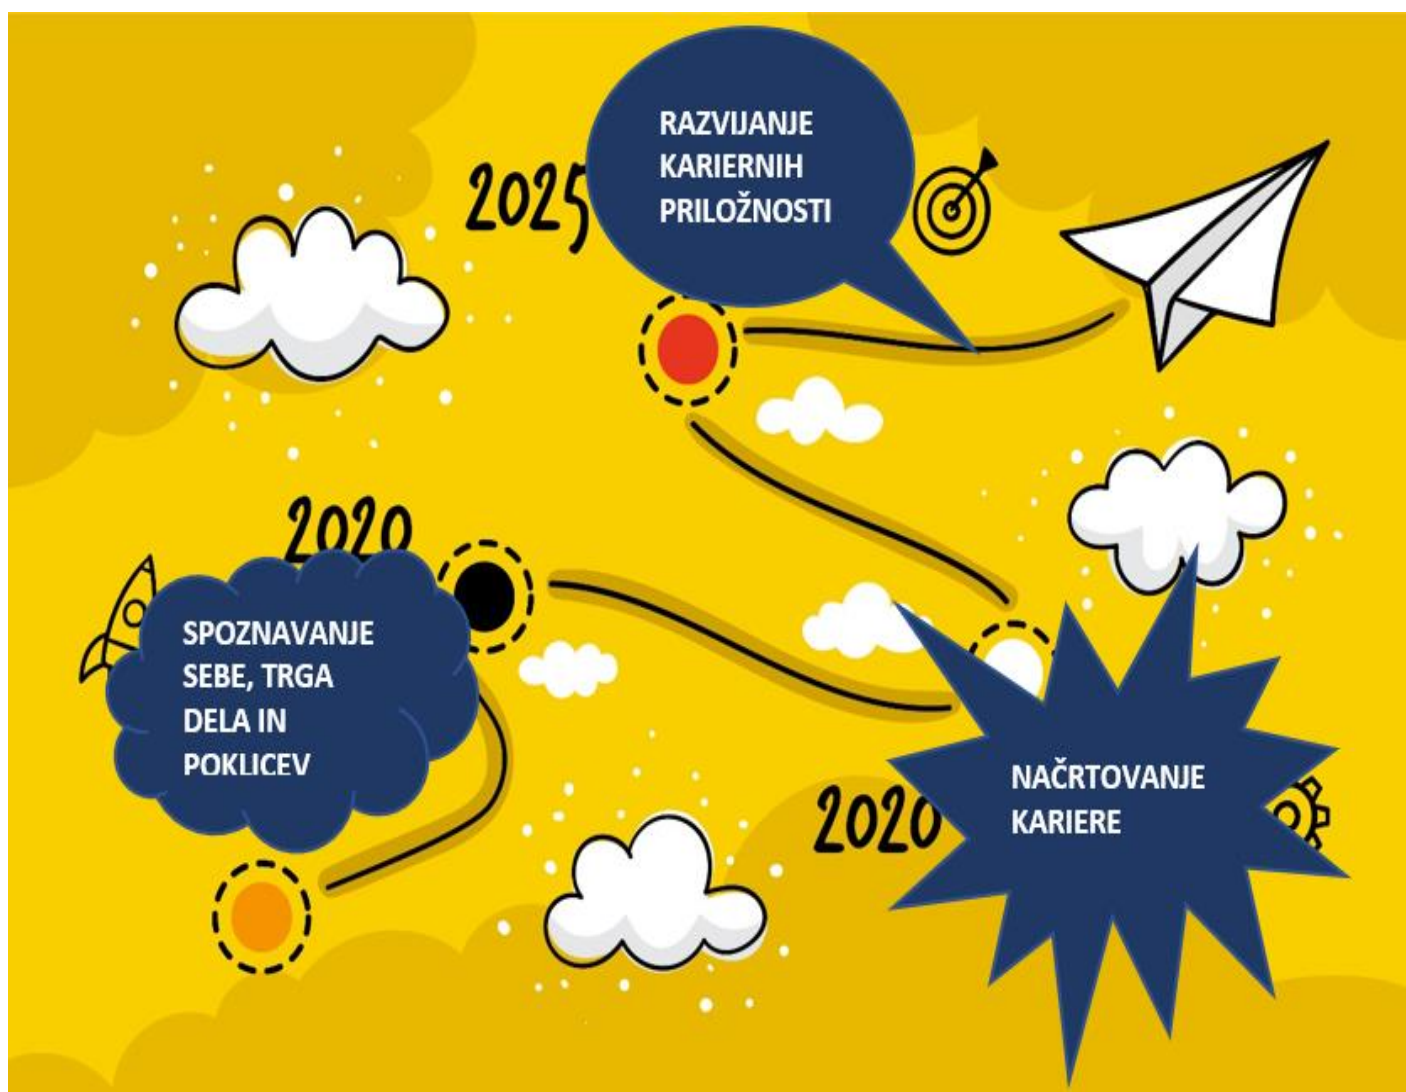 2025
RAZVIJANJE
KARIERNIH
PRILOŽNOSTI
2020
SPOZNAVANJE
SEBE, TRGA
DELA IN
POKLICEV
2020
NAČRTOVANJE
KARIERE